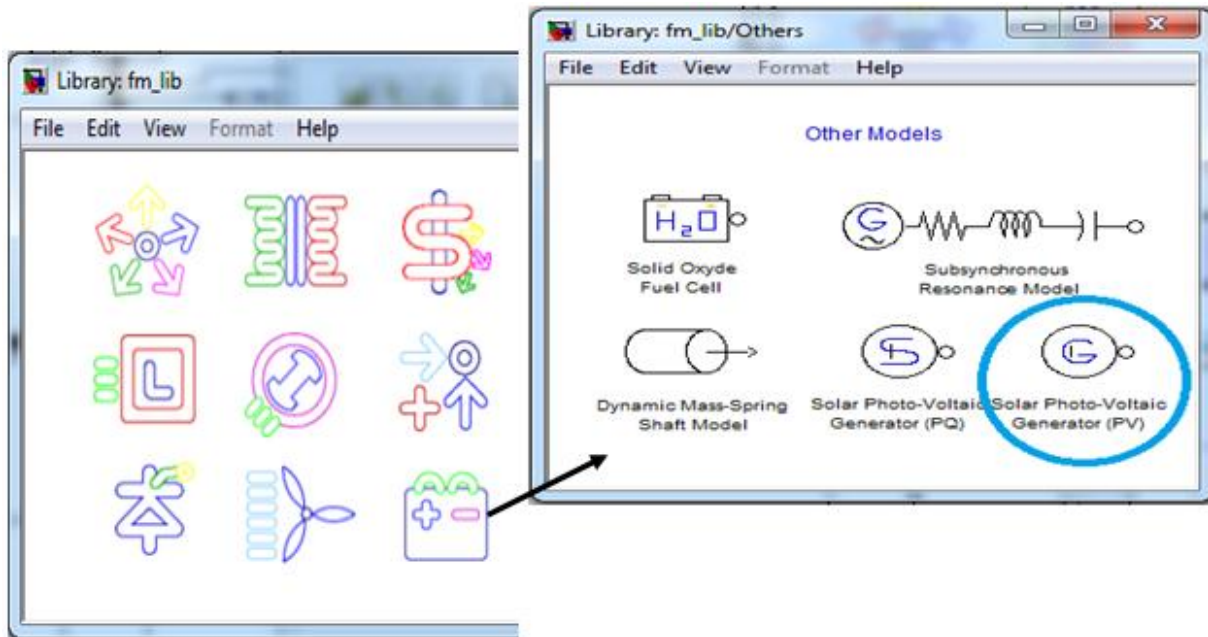 Library: fm_lib
File Edit View Format Help
L
Library: fm_lib/Others
File Edit View Format Help
Other Models
H2O
G
Solid Oxyde
Fuel Cell
Subsynchronous
Resonance Model
S
G
Dynamic Mass-Spring
Shaft Model
Solar Photo-Voltaic
Generator (PQ)
Solar Photo-Voltaic
Generator (PV)